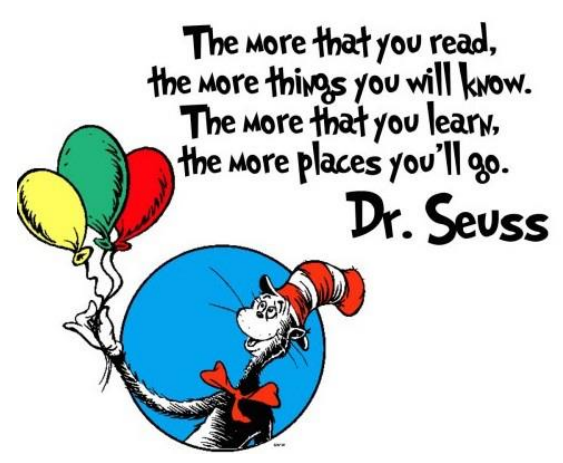 The more that you read,
the more things you will know.
The more that you learn,
the more places you'll go.
Dr. Seuss